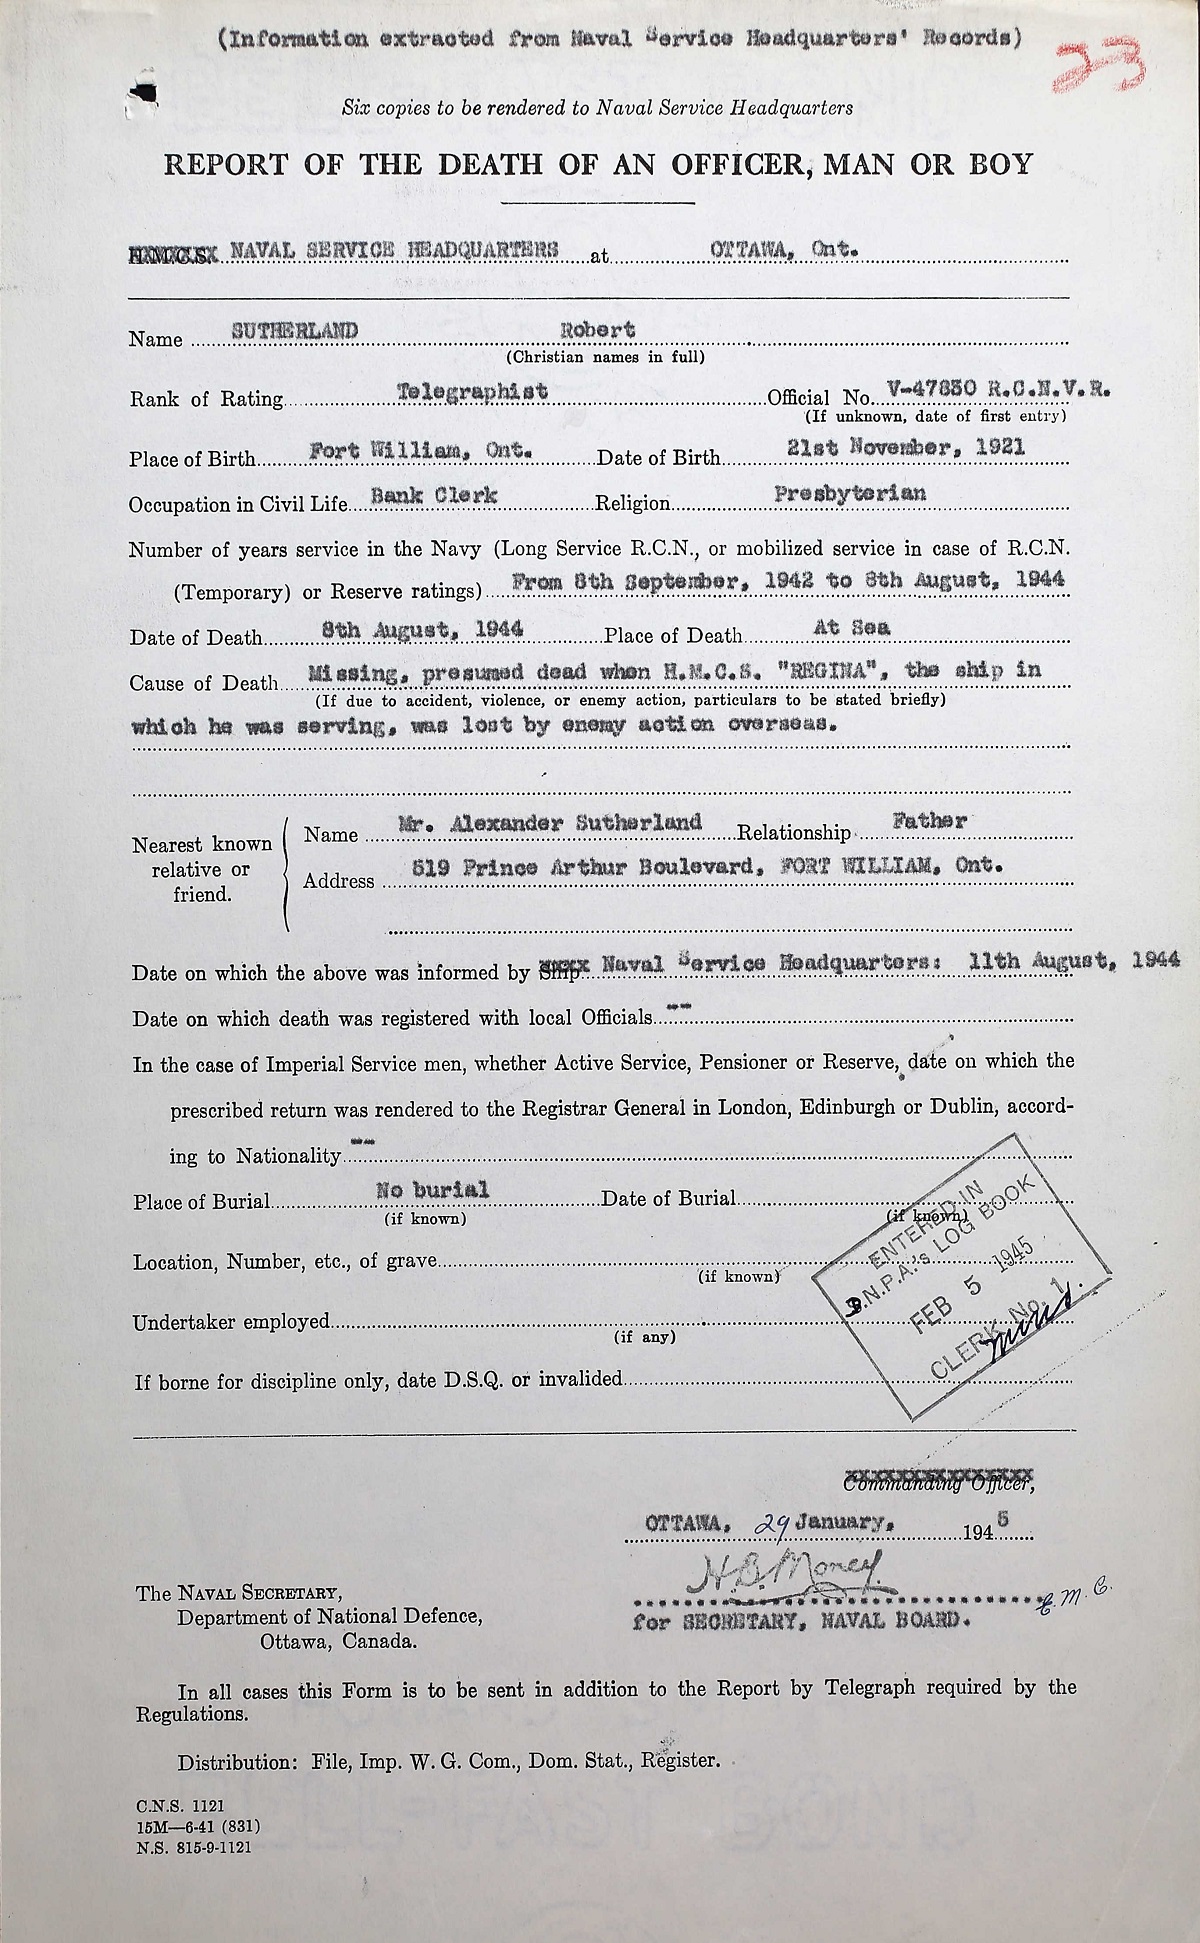 (Information extracted from Naval Service Headquarters' Records)
23
Six copies to be rendered to Naval Service Headquarters
REPORT OF THE DEATH OF AN OFFICER, MAN OR BOY
H.M.C.S. NAVAL SERVICE HEADQUARTERS at OTTAWA, Ont.
Name SUTHERLAND Robert
(Christian names in full)
Rank of Rating Telegraphist Official No. V-47830 R.C.N.V.R.
(If unknown, date of first entry)
Place of Birth Fort William, Ont. Date of Birth 21st November, 1921
Occupation in Civil Life Bank Clerk Religion Presbyterian
Number of years service in the Navy (Long Service R.C.N., or mobilized service in case of R.C.N.
(Temporary) or Reserve ratings) From 8th September, 1942 to 8th August, 1944
Date of Death 8th August, 1944 Place of Death At Sea
Cause of Death Missing, presumed dead when H.M.C.S. "REGINA", the ship in
(If due to accident, violence, or enemy action, particulars to be stated briefly)
which he was serving, was lost by enemy action overseas.
Nearest known relative or friend.
Name Mr. Alexander Sutherland Relationship Father
Address 519 Prince Arthur Boulevard, FORT WILLIAM, Ont.
Date on which the above was informed by Ship Naval Service Headquarters: 11th August, 1944
Date on which death was registered with local Officials --
In the case of Imperial Service men, whether Active Service, Pensioner or Reserve, date on which the
prescribed return was rendered to the Registrar General in London, Edinburgh or Dublin, accord-
ing to Nationality --
Place of Burial No burial Date of Burial
(if known) (if known)
Location, Number, etc., of grave
(if known)
Undertaker employed
(if any)
If borne for discipline only, date D.S.Q. or invalided
ENTERED IN
N.P.A.'s LOG BOOK
FEB 5 1945
CLERK No. 1
Commanding Officer,
OTTAWA, 29 January, 1945
H.B. Money
E.M.C.
for SECRETARY, NAVAL BOARD.
The NAVAL SECRETARY,
Department of National Defence,
Ottawa, Canada.
In all cases this Form is to be sent in addition to the Report by Telegraph required by the
Regulations.
Distribution: File, Imp. W. G. Com., Dom. Stat., Register.
C.N.S. 1121
15M—6-41 (831)
N.S. 815-9-1121